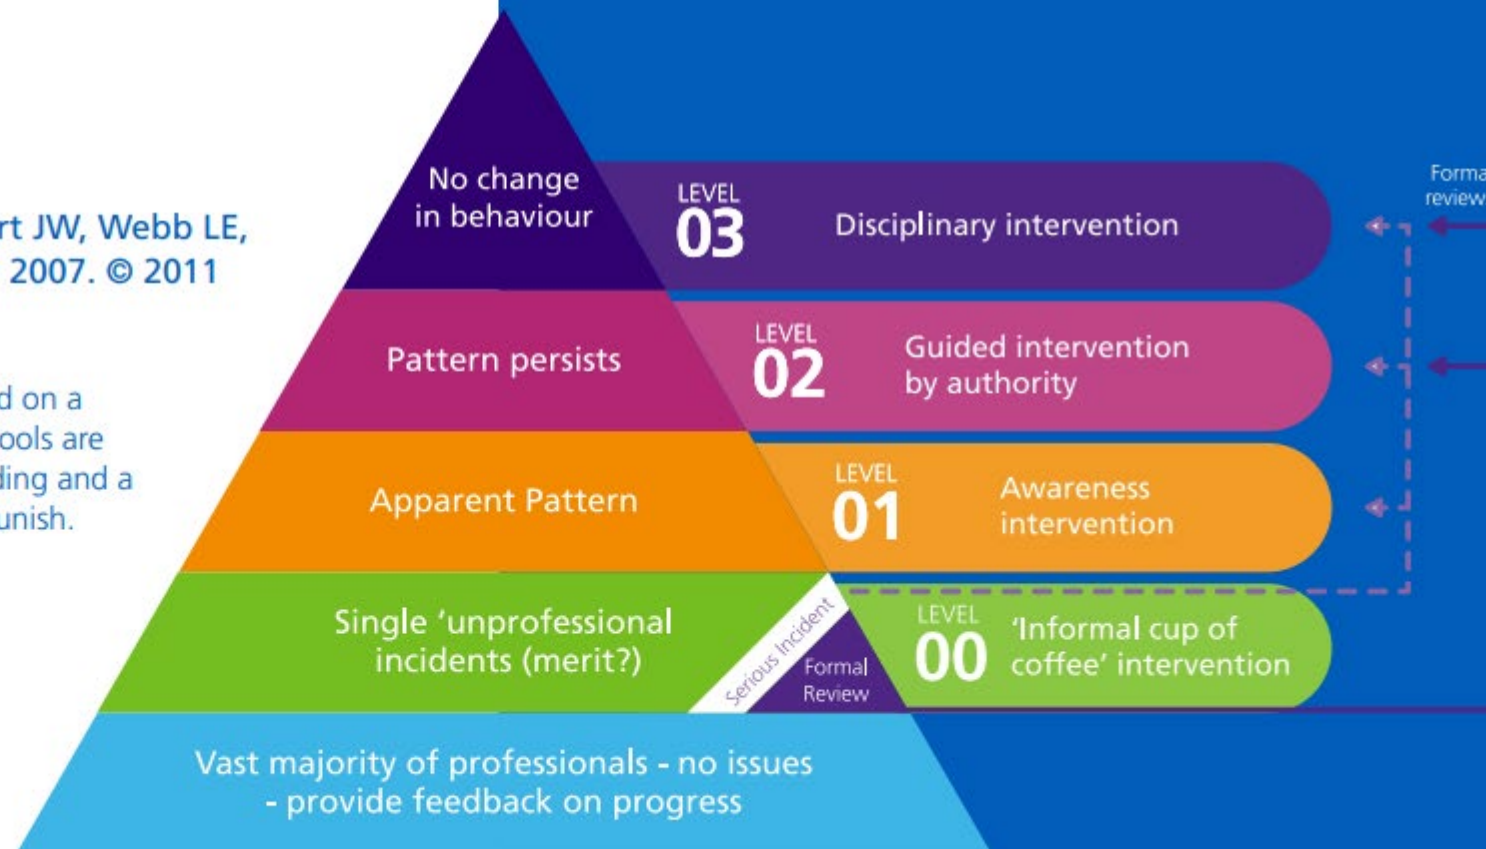 rt JW, Webb LE,
2007. © 2011
d on a
ools are
ding and a
unish.
No change
in behaviour
LEVEL
03
Disciplinary intervention
Forma
review
Pattern persists
LEVEL
02
Guided intervention
by authority
Apparent Pattern
LEVEL
01
Awareness
intervention
Single ‘unprofessional
incidents (merit?)
Serious Incident
Formal
Review
LEVEL
00
‘Informal cup of
coffee’ intervention
Vast majority of professionals - no issues
- provide feedback on progress